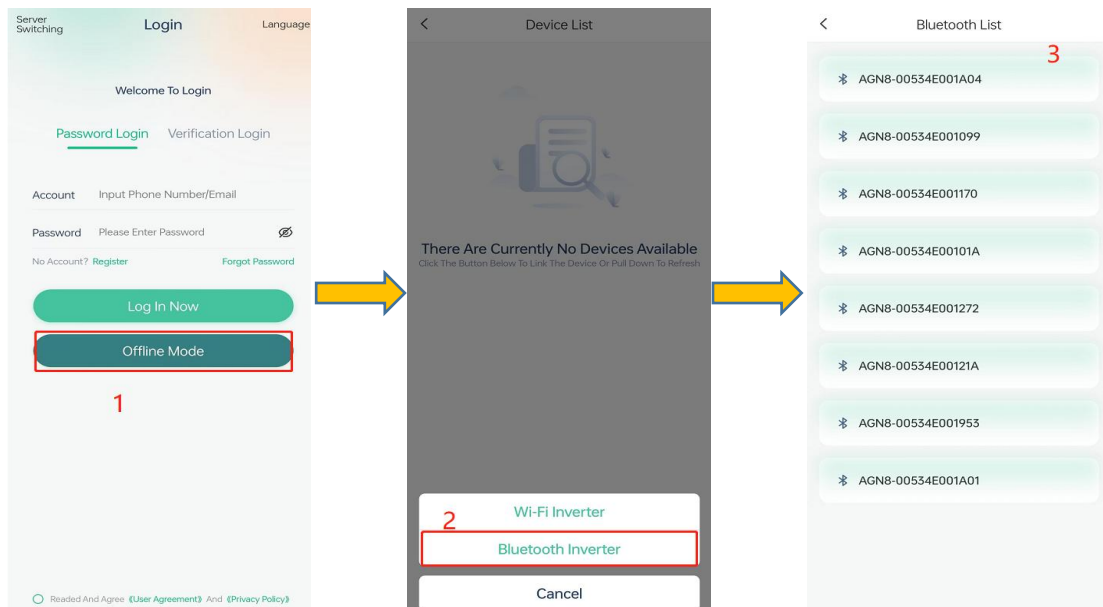 Server
Switching
Login
Language
Welcome To Login
Password Login
Verification Login
Account
Input Phone Number/Email
Password
Please Enter Password
No Account? Register
Forgot Password
Log In Now
Offline Mode
1
Readed And Agree 《User Agreement》 And 《Privacy Policy》
Device List
There Are Currently No Devices Available
Click The Button Below To Link The Device Or Pull Down To Refresh
2
Wi-Fi Inverter
Bluetooth Inverter
Cancel
Bluetooth List
3
AGN8-00534E001A04
AGN8-00534E001099
AGN8-00534E001170
AGN8-00534E00101A
AGN8-00534E001272
AGN8-00534E00121A
AGN8-00534E001953
AGN8-00534E001A01